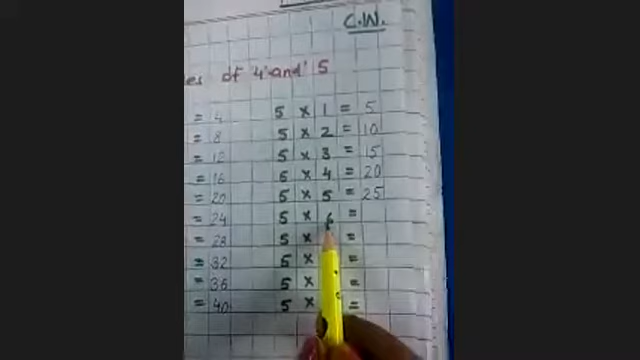 C.W.
of '4' and' 5
= 4 5 × 1 = 5
= 8 5 × 2 = 10
= 12 5 × 3 = 15
= 16 5 × 4 = 20
= 20 5 × 5 = 25
= 24 5 × 6 =
= 28 5 × =
= 32 5 × =
= 36 5 × =
= 40 5 × =